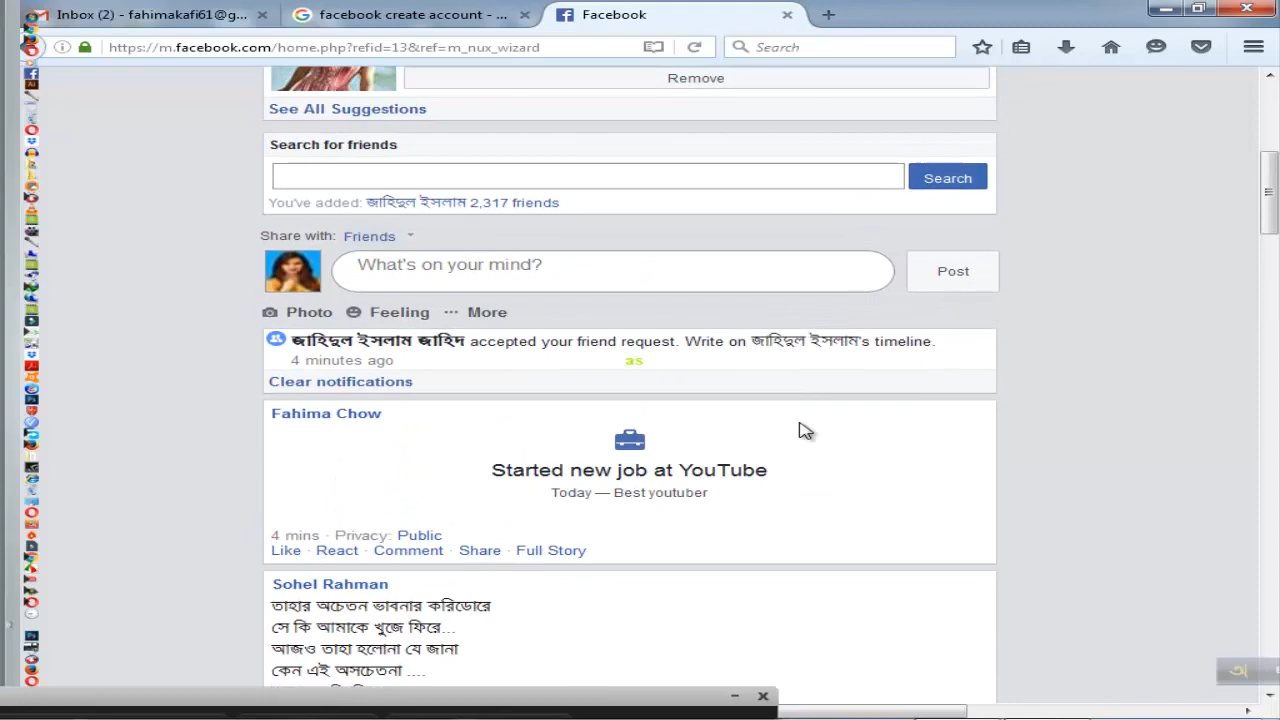 Inbox (2) - fahimakafi61@g...
facebook create account - ...
Facebook
https://m.facebook.com/home.php?refid=13&ref=m_nux_wizard
Search
Remove
See All Suggestions
Search for friends
Search
You've added: জাহিদুল ইসলাম 2,317 friends
Share with: Friends
What's on your mind?
Post
Photo Feeling ... More
জাহিদুল ইসলাম জাহিদ accepted your friend request. Write on জাহিদুল ইসলাম's timeline.
4 minutes ago
as
Clear notifications
Fahima Chow
Started new job at YouTube
Today — Best youtuber
4 mins · Privacy: Public
Like · React · Comment · Share · Full Story
Sohel Rahman
তাহার অচেতন ভাবনার করিডোরে
সে কি আমাকে খুজে ফিরে...
আজও তাহা হলোনা যে জানা
কেন এই অসচেতনা ....
অ